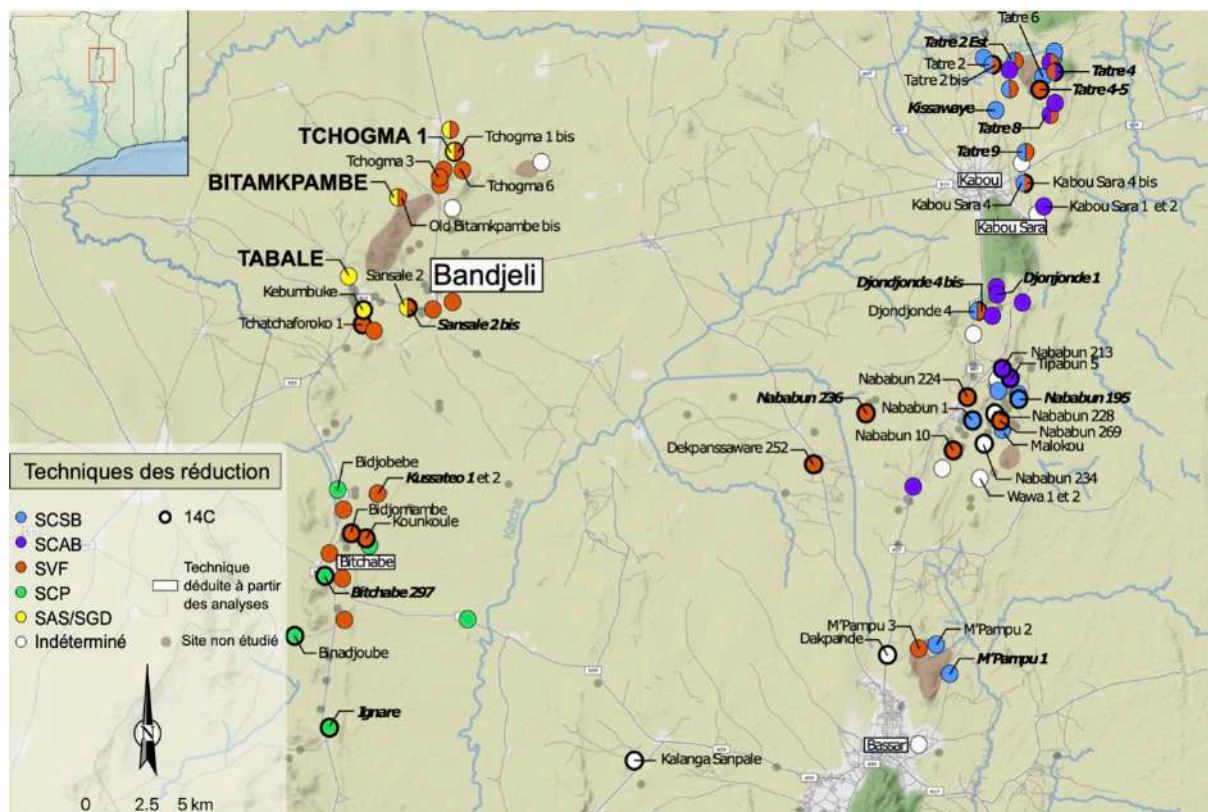 Tatre 6
Tatre 2 Est
Tatre 2
Tatre 2 bis
Tatre 4
Tatre 4-5
Kissawaye
Tatre 8
Tatre 9
Kabou
Kabou Sara 4 bis
Kabou Sara 4
Kabou Sara 1 et 2
Kabou Sara
TCHOGMA 1
Tchogma 1 bis
Tchogma 3
Tchogma 6
BITAMKPAMBE
Old Bitamkpambe bis
TABALE
Sansale 2
Bandjeli
Kebumbuke
Tchatchaforoko 1
Sansale 2 bis
Djondjonde 4 bis
Djonjonde 1
Djondjonde 4
Nababun 213
Tipabun 5
Nababun 224
Nababun 236
Nababun 195
Nababun 1
Nababun 228
Nababun 269
Nababun 10
Malokou
Dekpanssaware 252
Nababun 234
Wawa 1 et 2
Katcha
Bidjobebe
Kussateo 1 et 2
Bidjomambe
Kounkoule
Bitchabe
Bitchabe 297
Binadjoube
Ignare
M'Pampu 3
M'Pampu 2
Dakpande
M'Pampu 1
Bassar
Kalanga Sanpale
Techniques des réduction
SCSB
14C
SCAB
SVF
Technique
déduite à partir
des analyses
SCP
SAS/SGD
Indéterminé
Site non étudié
N
0 2.5 5 km